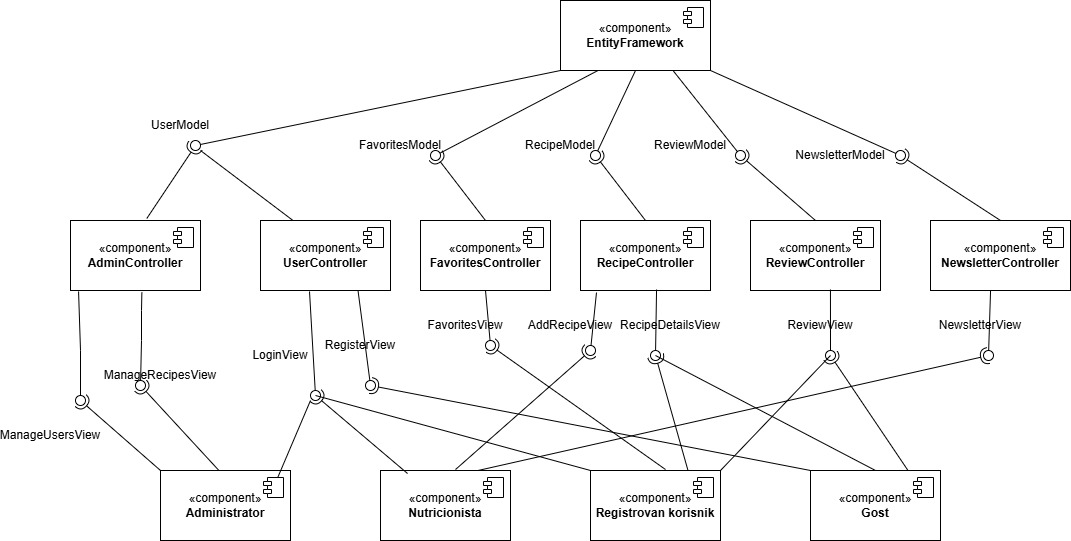 «component»
EntityFramework
UserModel
FavoritesModel
RecipeModel
ReviewModel
NewsletterModel
«component»
AdminController
«component»
UserController
«component»
FavoritesController
«component»
RecipeController
«component»
ReviewController
«component»
NewsletterController
FavoritesView
AddRecipeView
RecipeDetailsView
ReviewView
NewsletterView
RegisterView
LoginView
ManageRecipesView
ManageUsersView
«component»
Administrator
«component»
Nutricionista
«component»
Registrovan korisnik
«component»
Gost